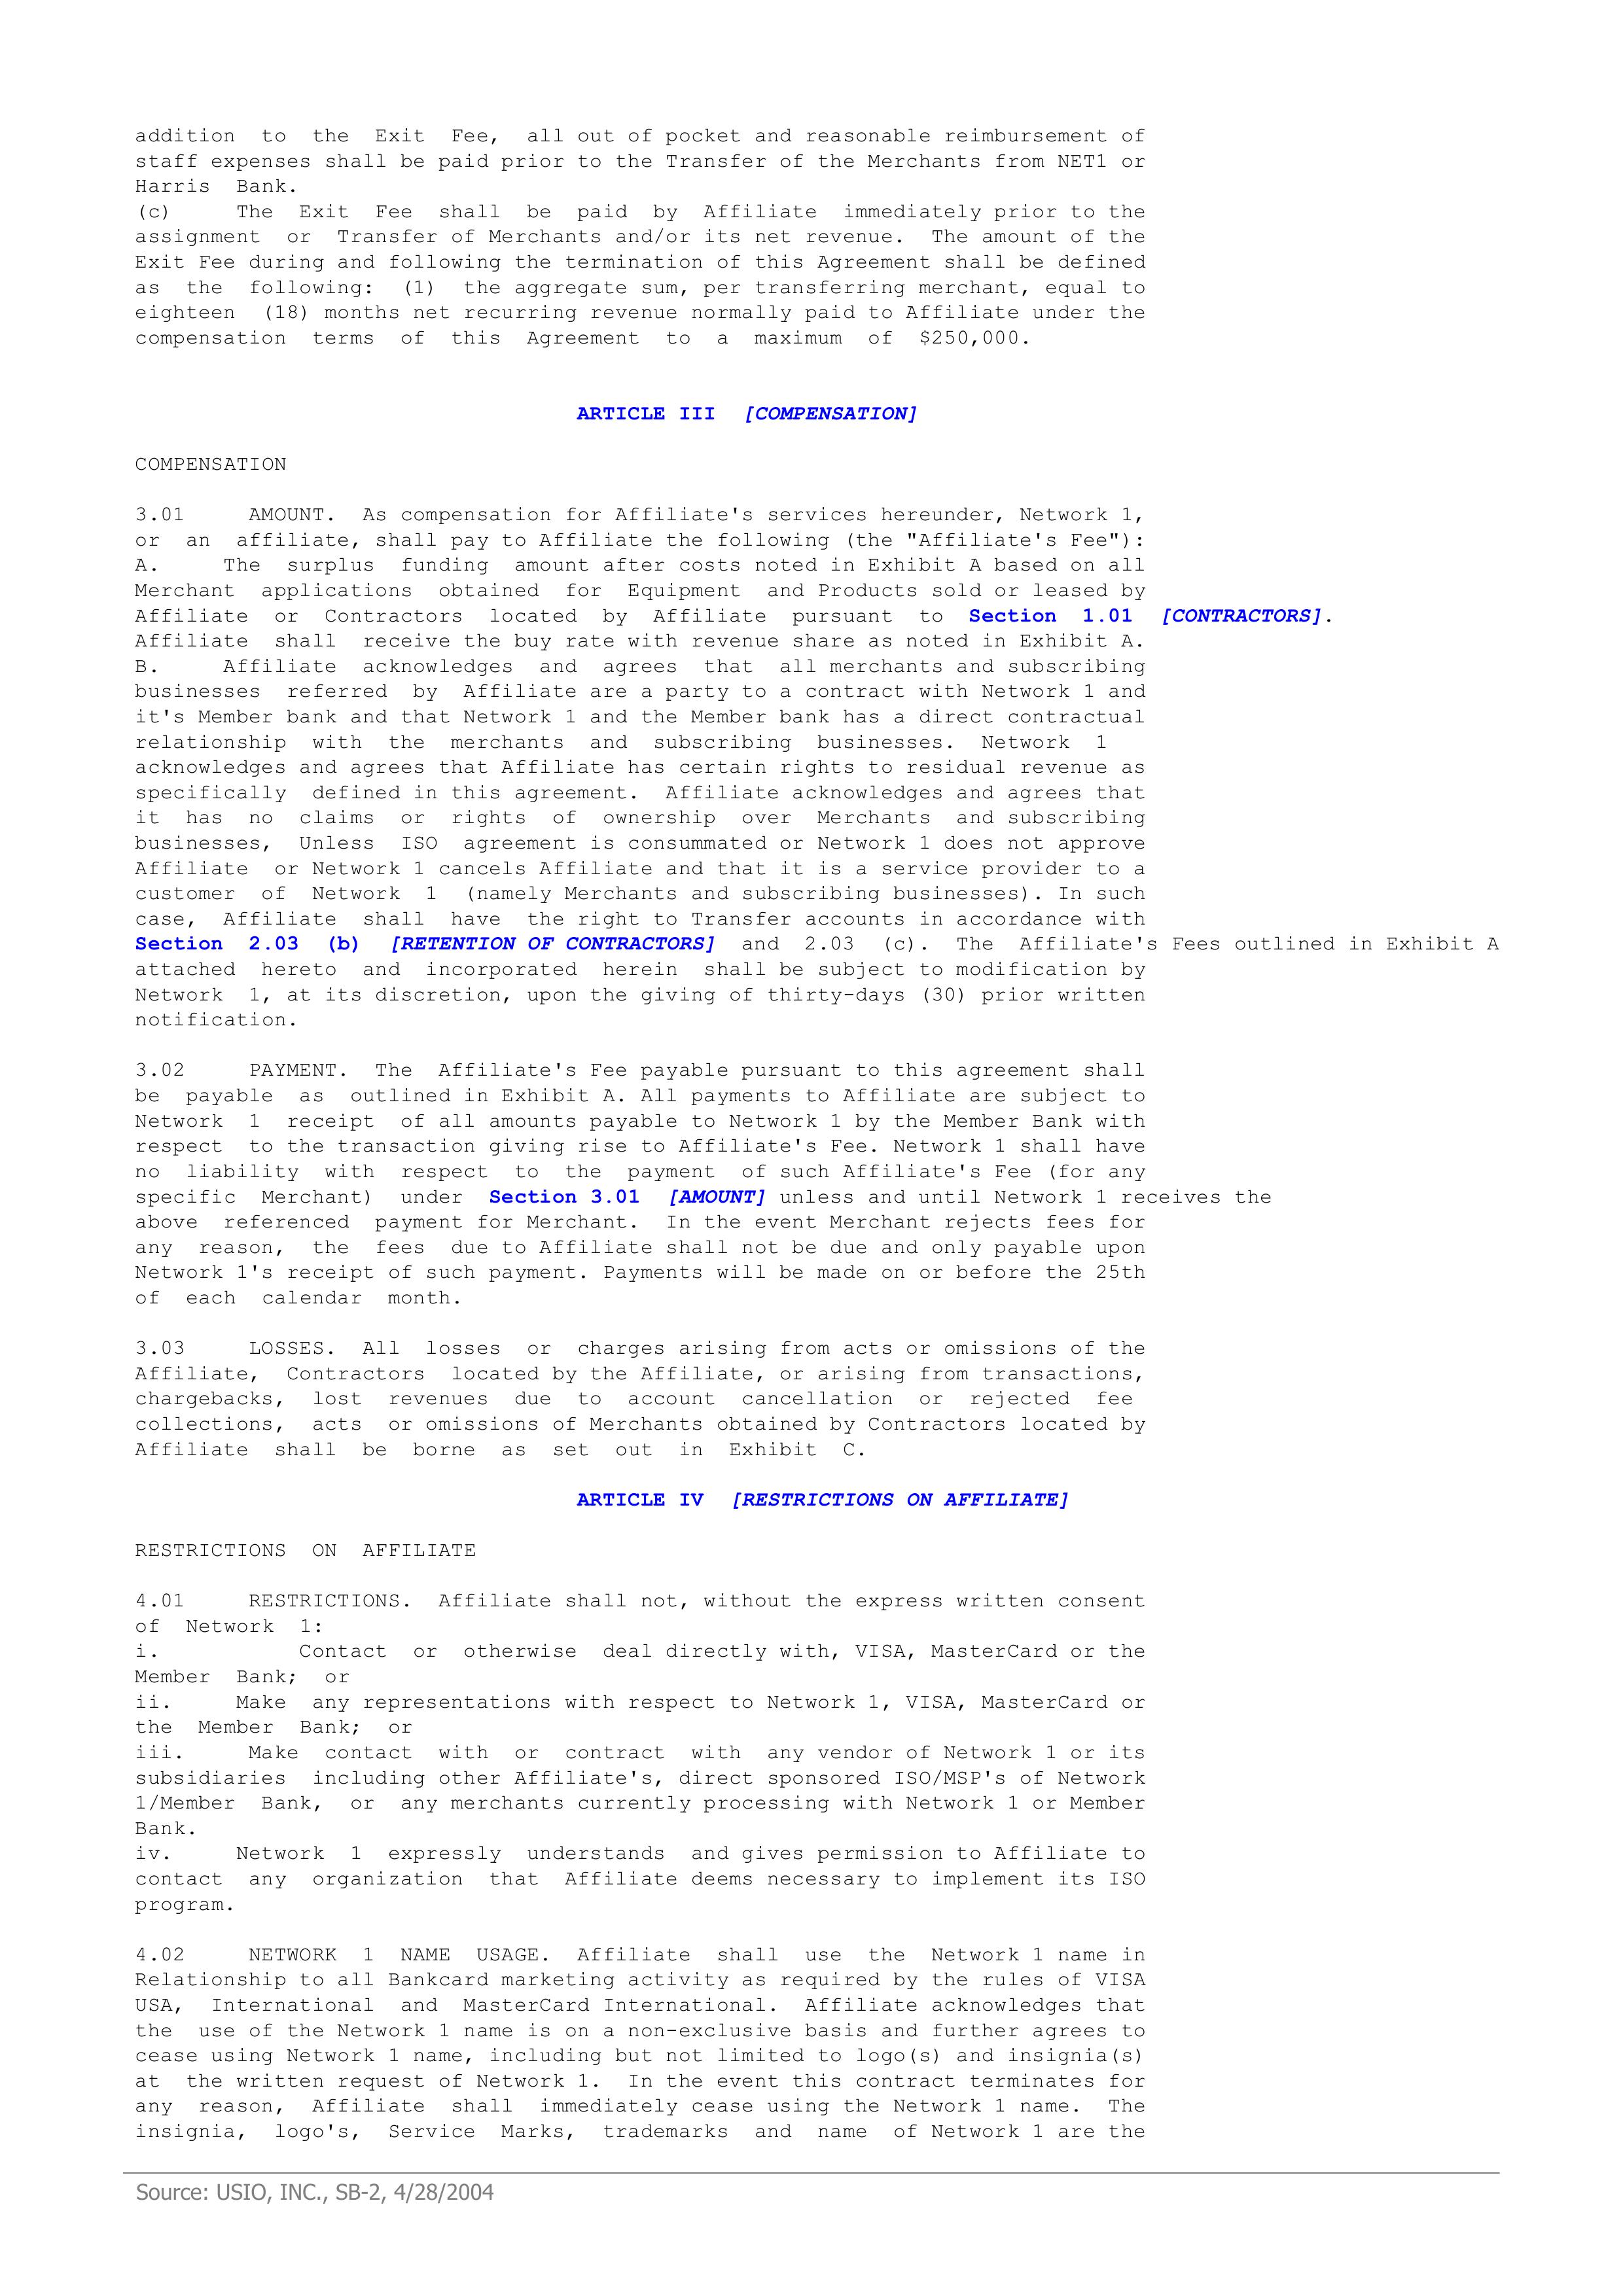 addition to the Exit Fee, all out of pocket and reasonable reimbursement of
staff expenses shall be paid prior to the Transfer of the Merchants from NET1 or
Harris Bank.
(c) The Exit Fee shall be paid by Affiliate immediately prior to the
assignment or Transfer of Merchants and/or its net revenue. The amount of the
Exit Fee during and following the termination of this Agreement shall be defined
as the following: (1) the aggregate sum, per transferring merchant, equal to
eighteen (18) months net recurring revenue normally paid to Affiliate under the
compensation terms of this Agreement to a maximum of $250,000.
ARTICLE III [COMPENSATION]
COMPENSATION
3.01 AMOUNT. As compensation for Affiliate's services hereunder, Network 1,
or an affiliate, shall pay to Affiliate the following (the "Affiliate's Fee"):
A. The surplus funding amount after costs noted in Exhibit A based on all
Merchant applications obtained for Equipment and Products sold or leased by
Affiliate or Contractors located by Affiliate pursuant to Section 1.01 [CONTRACTORS].
Affiliate shall receive the buy rate with revenue share as noted in Exhibit A.
B. Affiliate acknowledges and agrees that all merchants and subscribing
businesses referred by Affiliate are a party to a contract with Network 1 and
it's Member bank and that Network 1 and the Member bank has a direct contractual
relationship with the merchants and subscribing businesses. Network 1
acknowledges and agrees that Affiliate has certain rights to residual revenue as
specifically defined in this agreement. Affiliate acknowledges and agrees that
it has no claims or rights of ownership over Merchants and subscribing
businesses, Unless ISO agreement is consummated or Network 1 does not approve
Affiliate or Network 1 cancels Affiliate and that it is a service provider to a
customer of Network 1 (namely Merchants and subscribing businesses). In such
case, Affiliate shall have the right to Transfer accounts in accordance with
Section 2.03 (b) [RETENTION OF CONTRACTORS] and 2.03 (c). The Affiliate's Fees outlined in Exhibit A
attached hereto and incorporated herein shall be subject to modification by
Network 1, at its discretion, upon the giving of thirty-days (30) prior written
notification.
3.02 PAYMENT. The Affiliate's Fee payable pursuant to this agreement shall
be payable as outlined in Exhibit A. All payments to Affiliate are subject to
Network 1 receipt of all amounts payable to Network 1 by the Member Bank with
respect to the transaction giving rise to Affiliate's Fee. Network 1 shall have
no liability with respect to the payment of such Affiliate's Fee (for any
specific Merchant) under Section 3.01 [AMOUNT] unless and until Network 1 receives the
above referenced payment for Merchant. In the event Merchant rejects fees for
any reason, the fees due to Affiliate shall not be due and only payable upon
Network 1's receipt of such payment. Payments will be made on or before the 25th
of each calendar month.
3.03 LOSSES. All losses or charges arising from acts or omissions of the
Affiliate, Contractors located by the Affiliate, or arising from transactions,
chargebacks, lost revenues due to account cancellation or rejected fee
collections, acts or omissions of Merchants obtained by Contractors located by
Affiliate shall be borne as set out in Exhibit C.
ARTICLE IV [RESTRICTIONS ON AFFILIATE]
RESTRICTIONS ON AFFILIATE
4.01 RESTRICTIONS. Affiliate shall not, without the express written consent
of Network 1:
i. Contact or otherwise deal directly with, VISA, MasterCard or the
Member Bank; or
ii. Make any representations with respect to Network 1, VISA, MasterCard or
the Member Bank; or
iii. Make contact with or contract with any vendor of Network 1 or its
subsidiaries including other Affiliate's, direct sponsored ISO/MSP's of Network
1/Member Bank, or any merchants currently processing with Network 1 or Member
Bank.
iv. Network 1 expressly understands and gives permission to Affiliate to
contact any organization that Affiliate deems necessary to implement its ISO
program.
4.02 NETWORK 1 NAME USAGE. Affiliate shall use the Network 1 name in
Relationship to all Bankcard marketing activity as required by the rules of VISA
USA, International and MasterCard International. Affiliate acknowledges that
the use of the Network 1 name is on a non-exclusive basis and further agrees to
cease using Network 1 name, including but not limited to logo(s) and insignia(s)
at the written request of Network 1. In the event this contract terminates for
any reason, Affiliate shall immediately cease using the Network 1 name. The
insignia, logo's, Service Marks, trademarks and name of Network 1 are the
Source: USIO, INC., SB-2, 4/28/2004